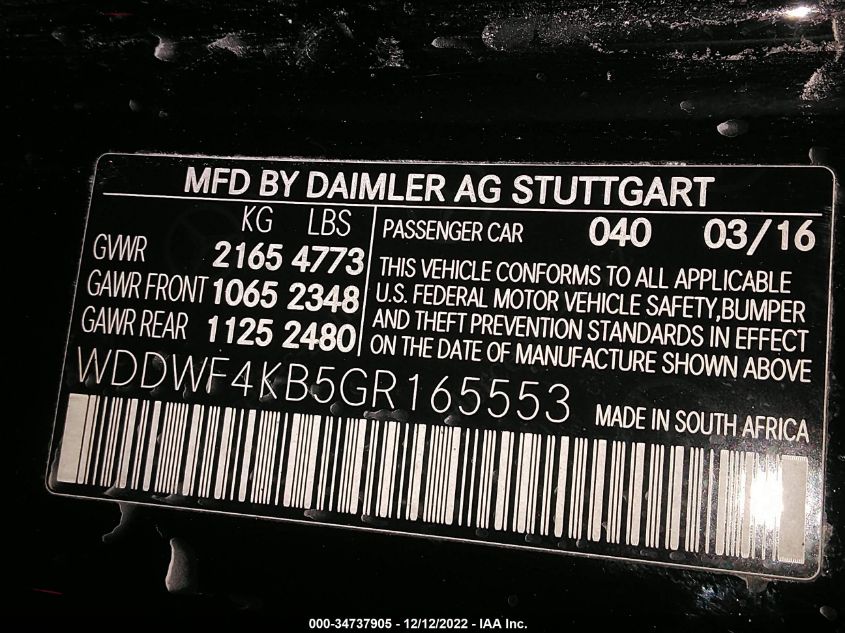 MFD BY DAIMLER AG STUTTGART
KG LBS
GVWR 2165 4773
GAWR FRONT 1065 2348
GAWR REAR 1125 2480
PASSENGER CAR 040 03/16
THIS VEHICLE CONFORMS TO ALL APPLICABLE
U.S. FEDERAL MOTOR VEHICLE SAFETY,BUMPER
AND THEFT PREVENTION STANDARDS IN EFFECT
ON THE DATE OF MANUFACTURE SHOWN ABOVE
WDDWF4KB5GR165553
MADE IN SOUTH AFRICA
000-34737905 - 12/12/2022 - IAA Inc.